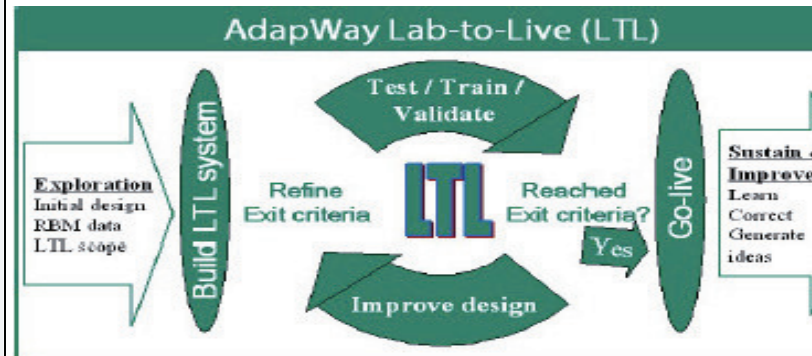 AdapWay Lab-to-Live (LTL)
Exploration
Initial design
RBM data
LTL scope
Build LTL system
Test / Train /
Validate
Refine
Exit criteria
LTL
Reached
Exit criteria?
Yes
Improve design
Go-live
Sustain &
Improve
Learn
Correct
Generate
ideas